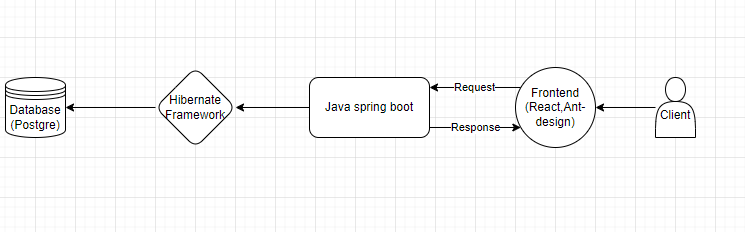 Database
(Postgre)
Hibernate
Framework
Java spring boot
Request
Response
Frontend
(React,Ant-
design)
Client